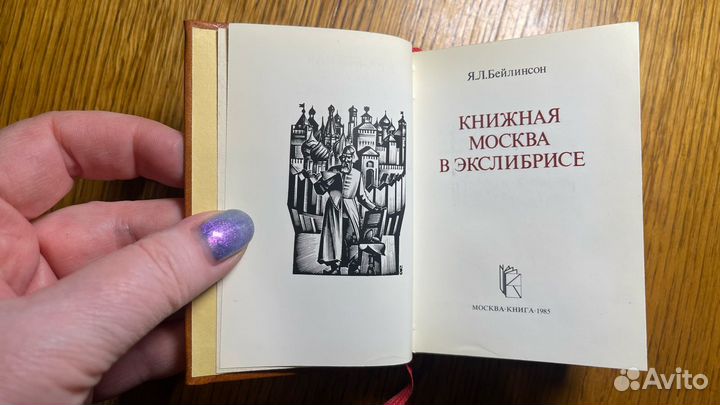 Я.Л.Бейлинсон
КНИЖНАЯ
МОСКВА
В ЭКСЛИБРИСЕ
МОСКВА·КНИГА·1985
Avito